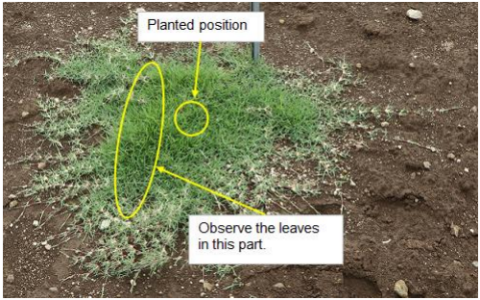 Planted position
Observe the leaves
in this part.